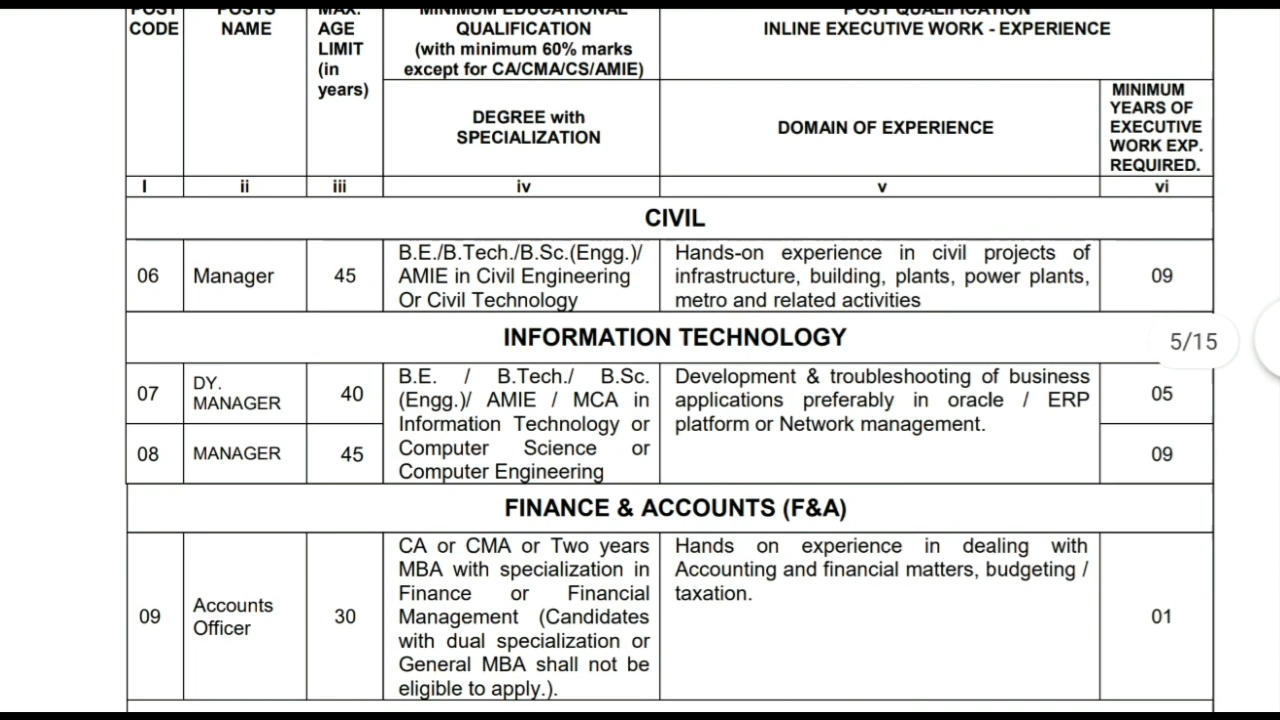 POST
CODE
POSTS
NAME
MAX.
AGE
LIMIT
(in
years)
MINIMUM EDUCATIONAL
QUALIFICATION
(with minimum 60% marks
except for CA/CMA/CS/AMIE)
POST QUALIFICATION
INLINE EXECUTIVE WORK - EXPERIENCE
DEGREE with
SPECIALIZATION
DOMAIN OF EXPERIENCE
MINIMUM
YEARS OF
EXECUTIVE
WORK EXP.
REQUIRED.
I
ii
iii
iv
v
vi
CIVIL
06
Manager
45
B.E./B.Tech./B.Sc.(Engg.)/
AMIE in Civil Engineering
Or Civil Technology
Hands-on experience in civil projects of
infrastructure, building, plants, power plants,
metro and related activities
09
INFORMATION TECHNOLOGY
5/15
07
DY.
MANAGER
40
B.E. / B.Tech./ B.Sc.
(Engg.)/ AMIE / MCA in
Information Technology or
Computer Science or
Computer Engineering
Development & troubleshooting of business
applications preferably in oracle / ERP
platform or Network management.
05
08
MANAGER
45
09
FINANCE & ACCOUNTS (F&A)
09
Accounts
Officer
30
CA or CMA or Two years
MBA with specialization in
Finance or Financial
Management (Candidates
with dual specialization or
General MBA shall not be
eligible to apply.).
Hands on experience in dealing with
Accounting and financial matters, budgeting /
taxation.
01